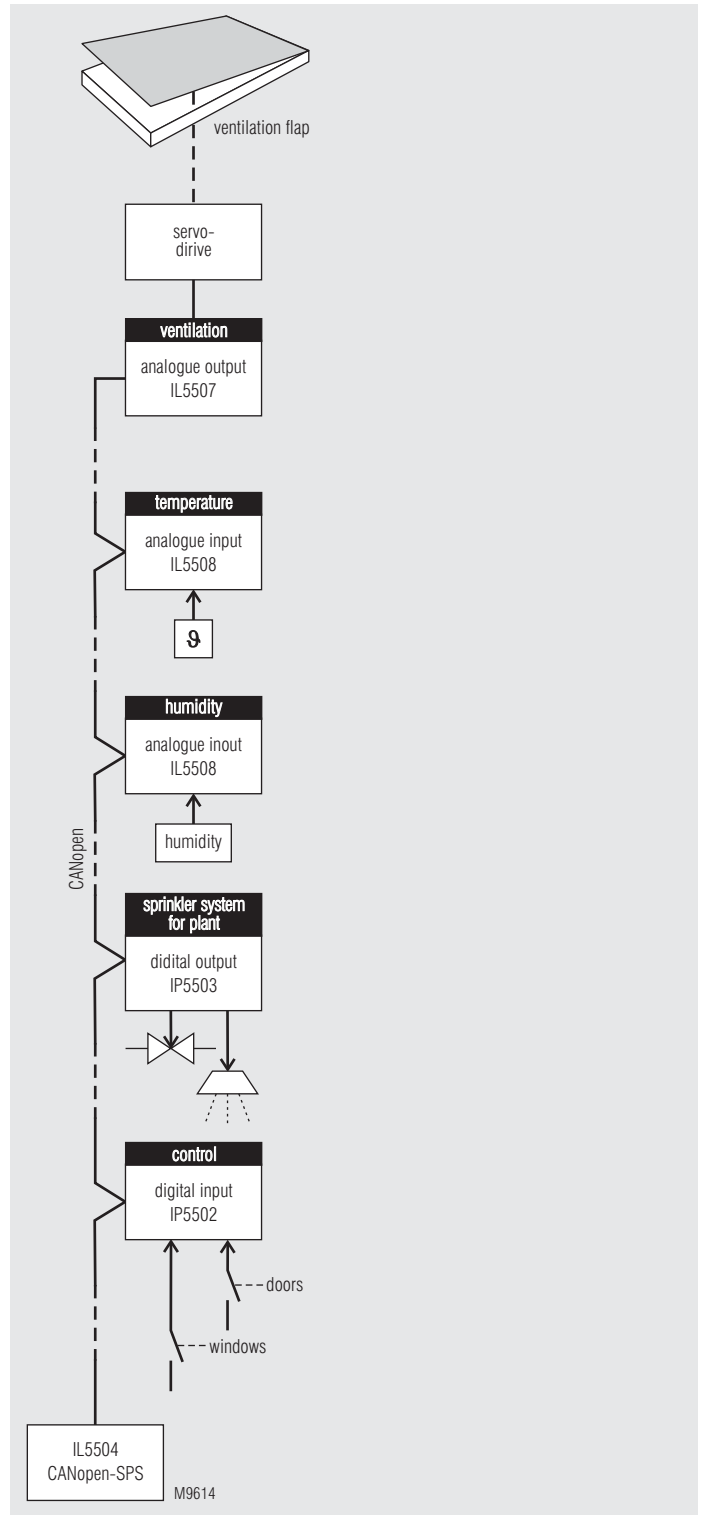 ventilation flap
servo-
dirive
ventilation
analogue output
IL5507
temperature
analogue input
IL5508
ϑ
humidity
analogue inout
IL5508
humidity
CANopen
sprinkler system
for plant
didital output
IP5503
control
digital input
IP5502
doors
windows
IL5504
CANopen-SPS
M9614